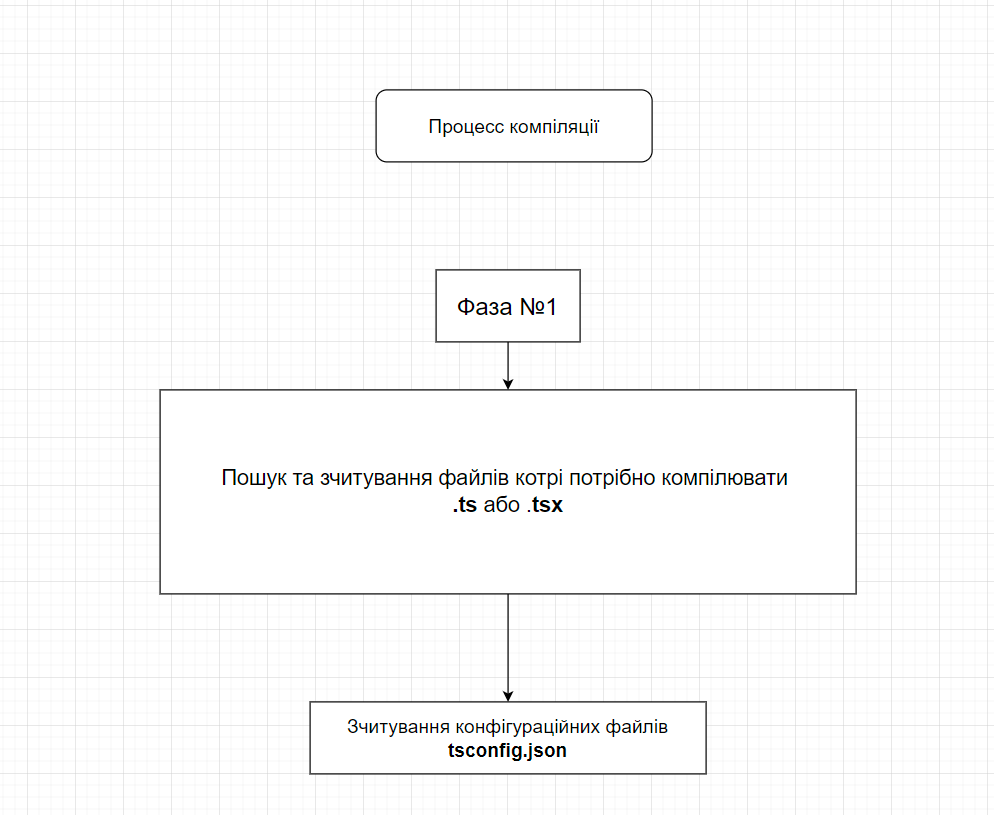 Процесс компіляції
Фаза №1
Пошук та зчитування файлів котрі потрібно компілювати
.ts або .tsx
Зчитування конфігураційних файлів
tsconfig.json